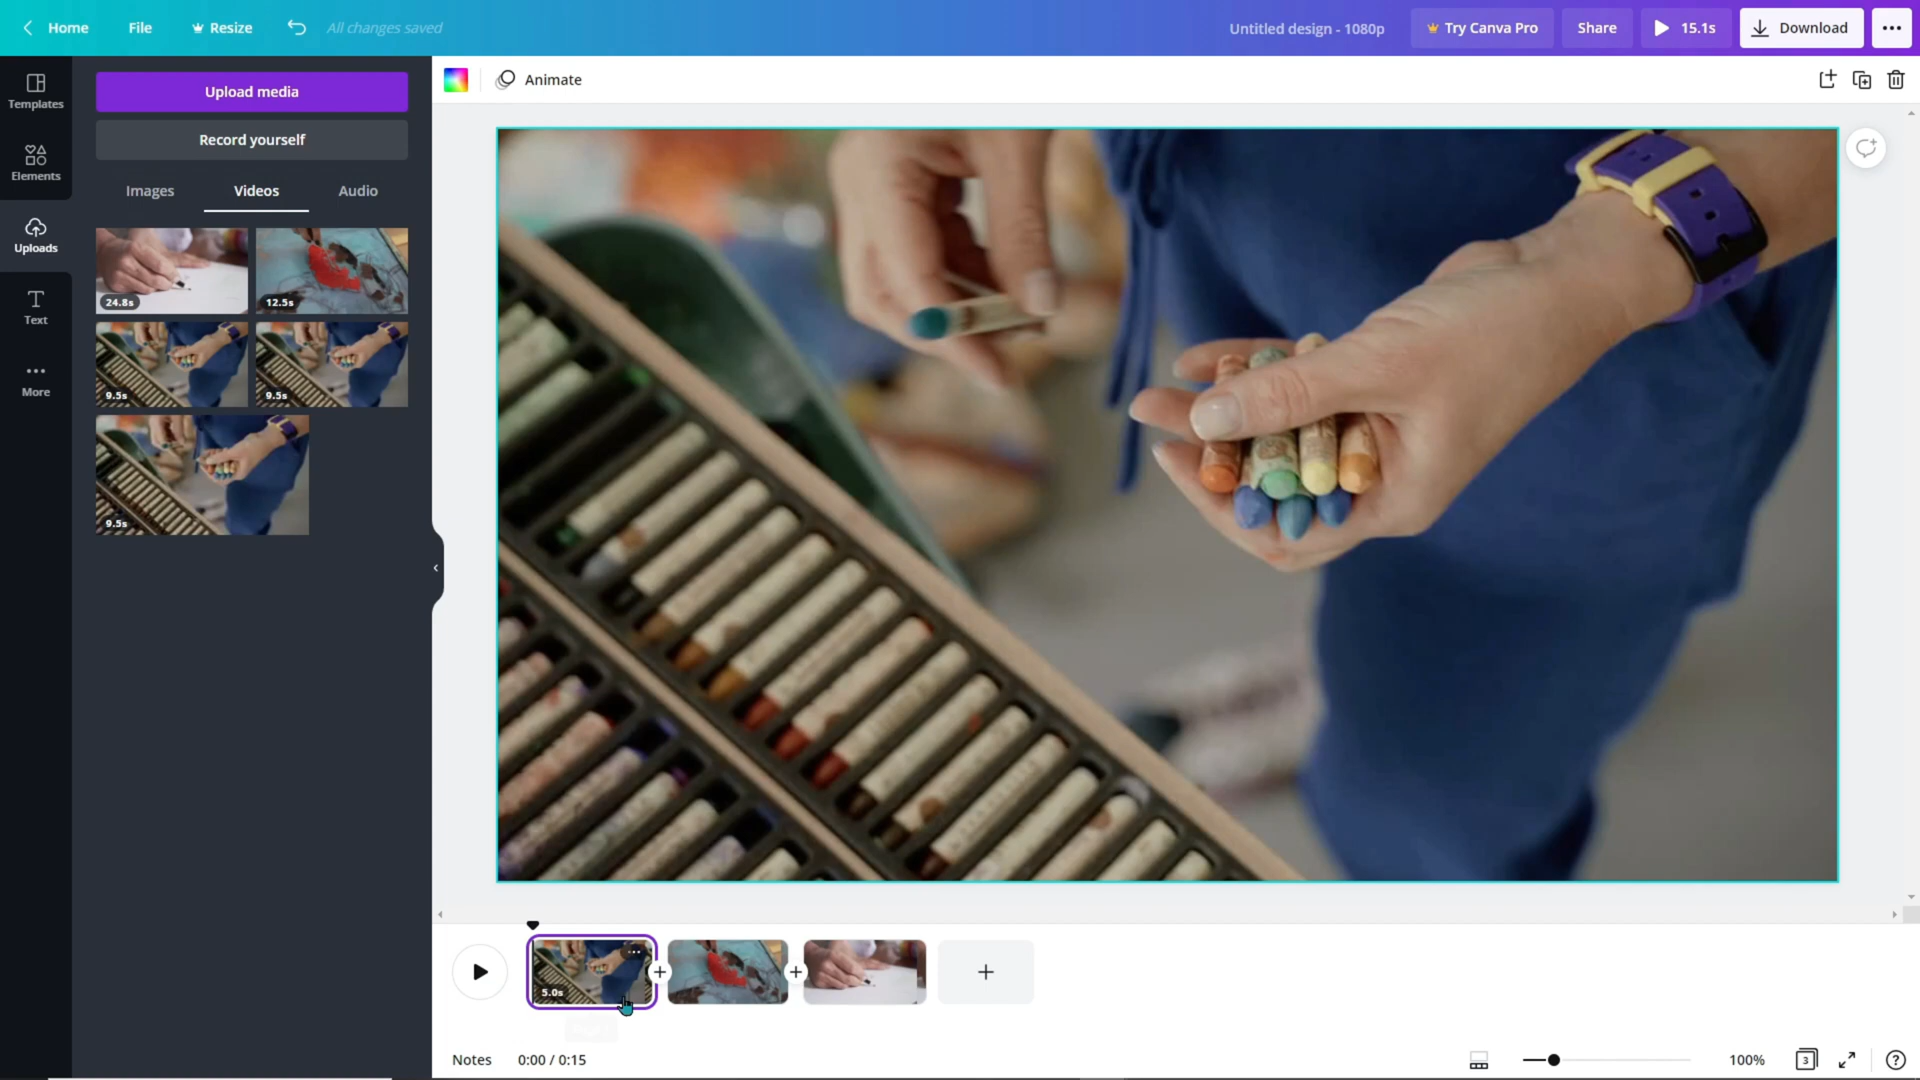 Home
File
Resize
All changes saved
Untitled design - 1080p
Try Canva Pro
Share
15.1s
Download
Templates
Elements
Uploads
Text
More
Upload media
Record yourself
Images
Videos
Audio
24.8s
12.5s
9.5s
9.5s
9.5s
Animate
5.0s
Notes
0:00 / 0:15
100%
3